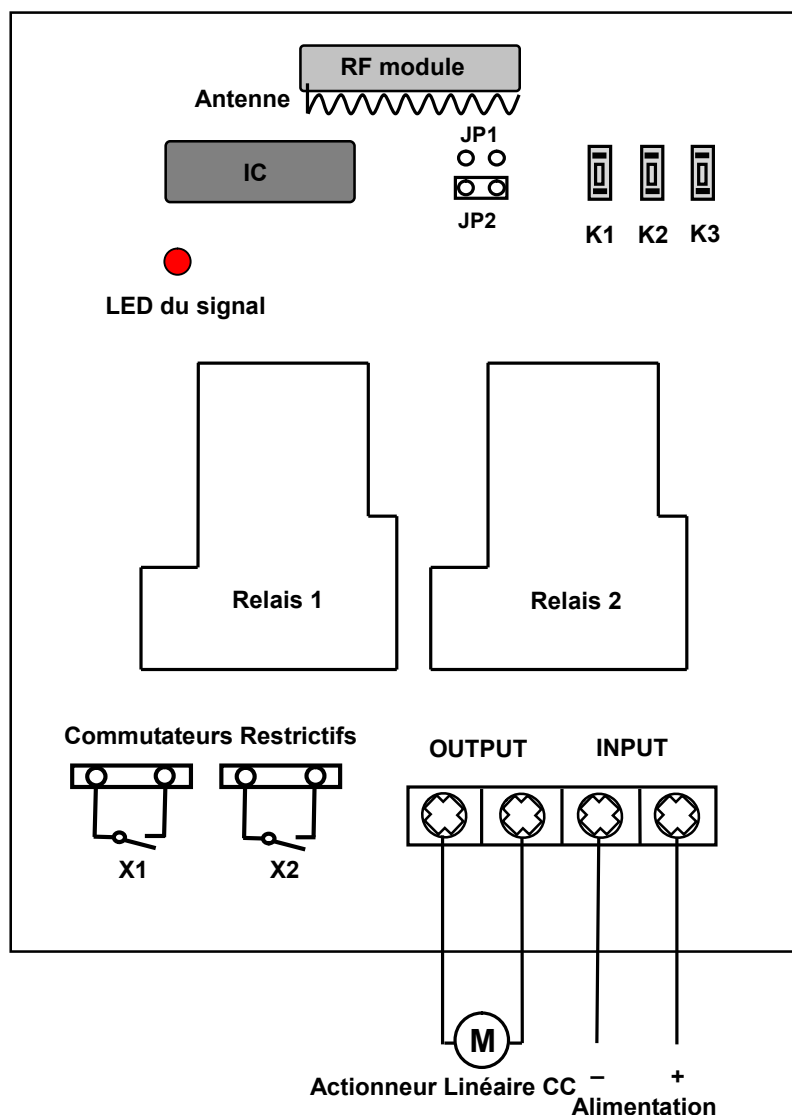 RF module
Antenne
JP1
IC
JP2
K1 K2 K3
LED du signal
Relais 1
Relais 2
Commutateurs Restrictifs
OUTPUT
INPUT
X1
X2
M
Actionneur Linéaire CC
– +
Alimentation